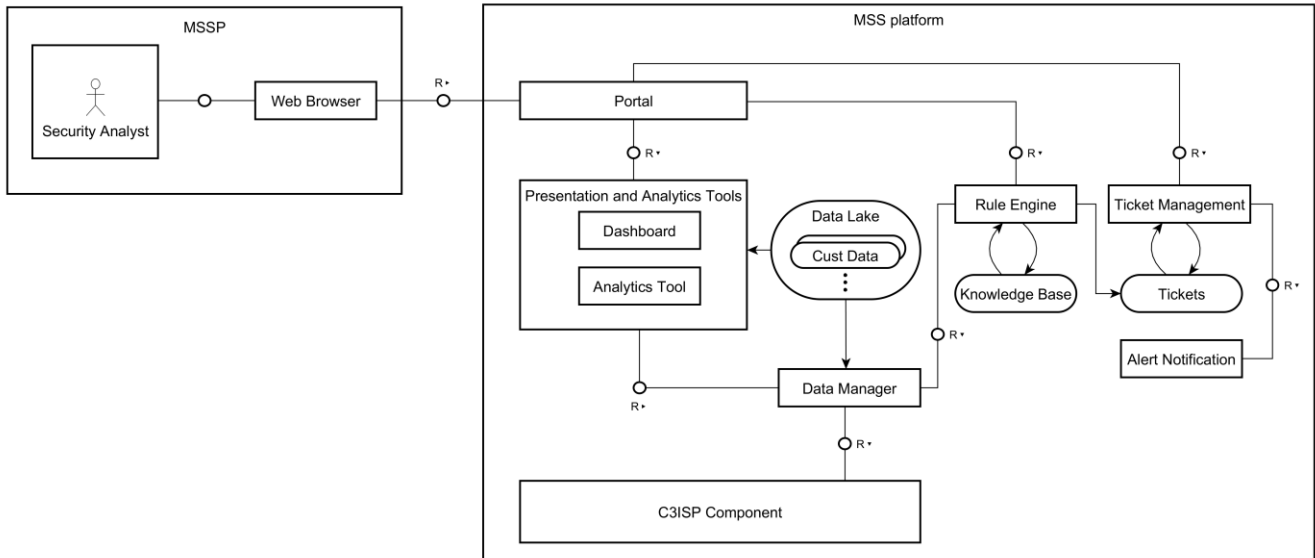 MSSP
MSS platform
Security Analyst
Web Browser
R
Portal
R
R
R
Presentation and Analytics Tools
Dashboard
Analytics Tool
Data Lake
Cust Data
Rule Engine
Ticket Management
Knowledge Base
Tickets
R
R
Alert Notification
Data Manager
R
R
C3ISP Component